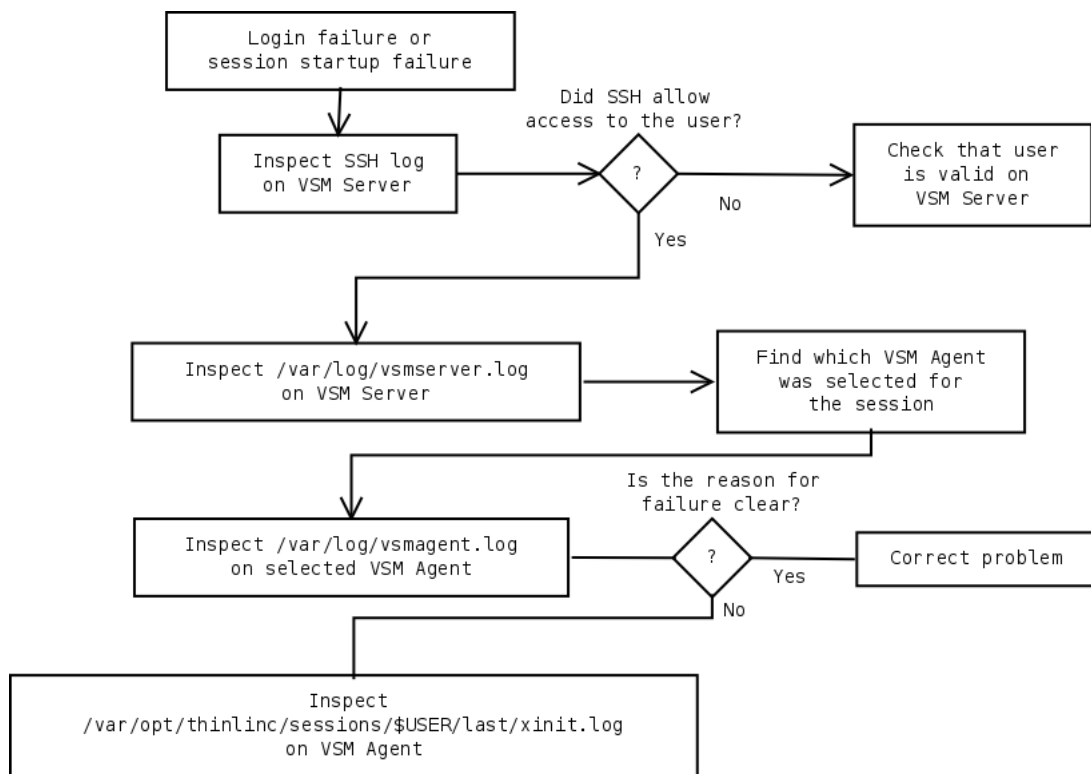 Login failure or
session startup failure
Did SSH allow
access to the user?
Inspect SSH log
on VSM Server
?
No
Yes
Check that user
is valid on
VSM Server
Inspect /var/log/vsmserver.log
on VSM Server
Find which VSM Agent
was selected for
the session
Is the reason for
failure clear?
Inspect /var/log/vsmagent.log
on selected VSM Agent
?
Yes
No
Correct problem
Inspect
/var/opt/thinlinc/sessions/$USER/last/xinit.log
on VSM Agent